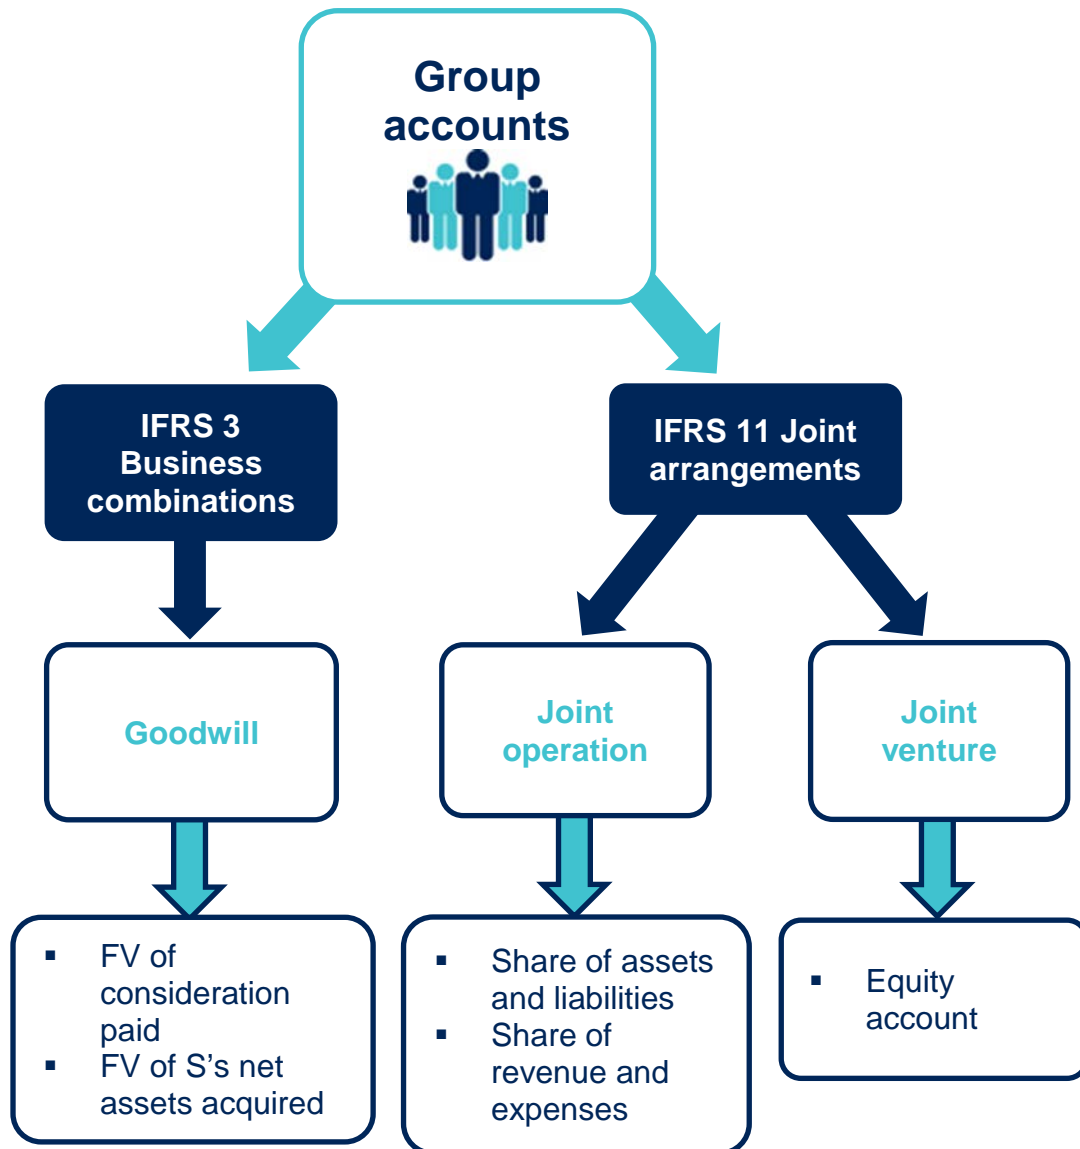 Group
accounts
IFRS 3
Business
combinations
IFRS 11 Joint
arrangements
Goodwill
Joint
operation
Joint
venture
▪ FV of
consideration
paid
▪ FV of S's net
assets acquired
▪ Share of assets
and liabilities
▪ Share of
revenue and
expenses
▪ Equity
account